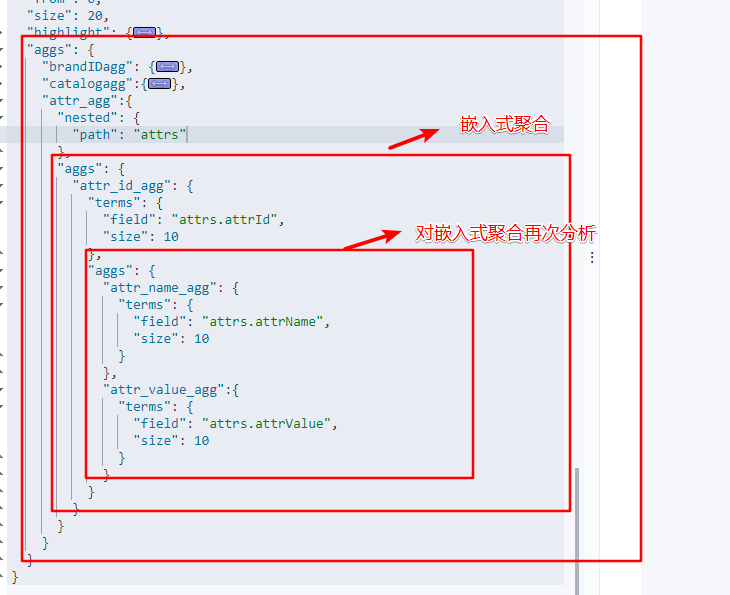 "size": 20,
"highlight": {},
"aggs": {
"brandIDagg": {},
"catalogagg":{},
"attr_agg":{
"nested": {
"path": "attrs"
嵌入式聚合
},
"aggs": {
"attr_id_agg": {
"terms": {
"field": "attrs.attrId",
"size": 10
对嵌入式聚合再次分析
},
"aggs": {
"attr_name_agg": {
"terms": {
"field": "attrs.attrName",
"size": 10
}
},
"attr_value_agg":{
"terms": {
"field": "attrs.attrValue",
"size": 10
}
}
}
}
}
}
}
}